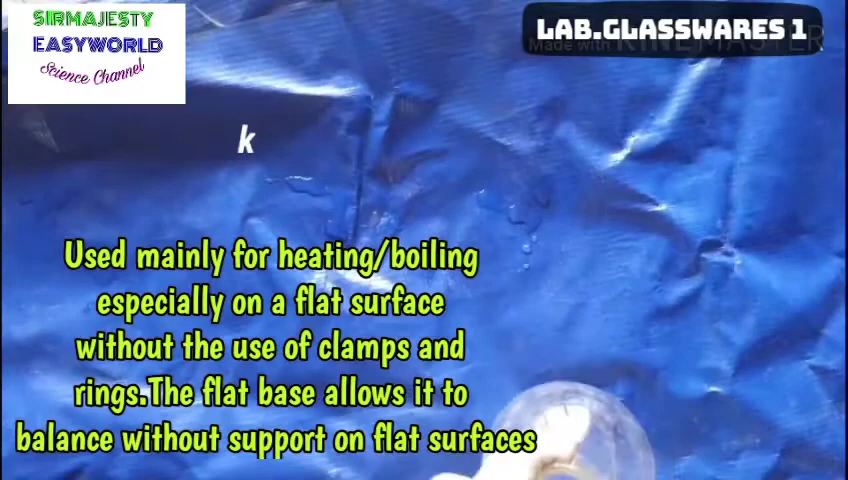 SIRMAJESTY
EASYWORLD
Science Channel
LAB.GLASSWARES 1
Made with KINEMASTER
k
Used mainly for heating/boiling
especially on a flat surface
without the use of clamps and
rings.The flat base allows it to
balance without support on flat surfaces